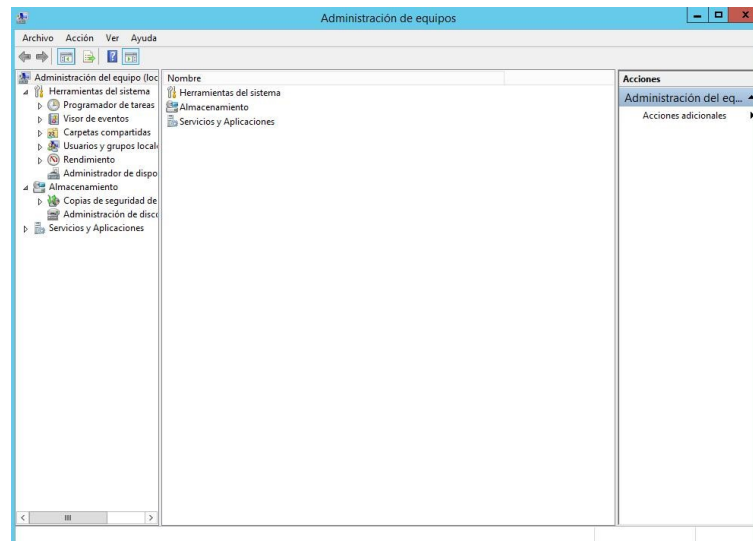 Administración de equipos
Archivo Acción Ver Ayuda
Administración del equipo (loc
Herramientas del sistema
Programador de tareas
Visor de eventos
Carpetas compartidas
Usuarios y grupos locale
Rendimiento
Administrador de dispo
Almacenamiento
Copias de seguridad de
Administración de disco
Servicios y Aplicaciones
Nombre
Herramientas del sistema
Almacenamiento
Servicios y Aplicaciones
Acciones
Administración del eq...
Acciones adicionales